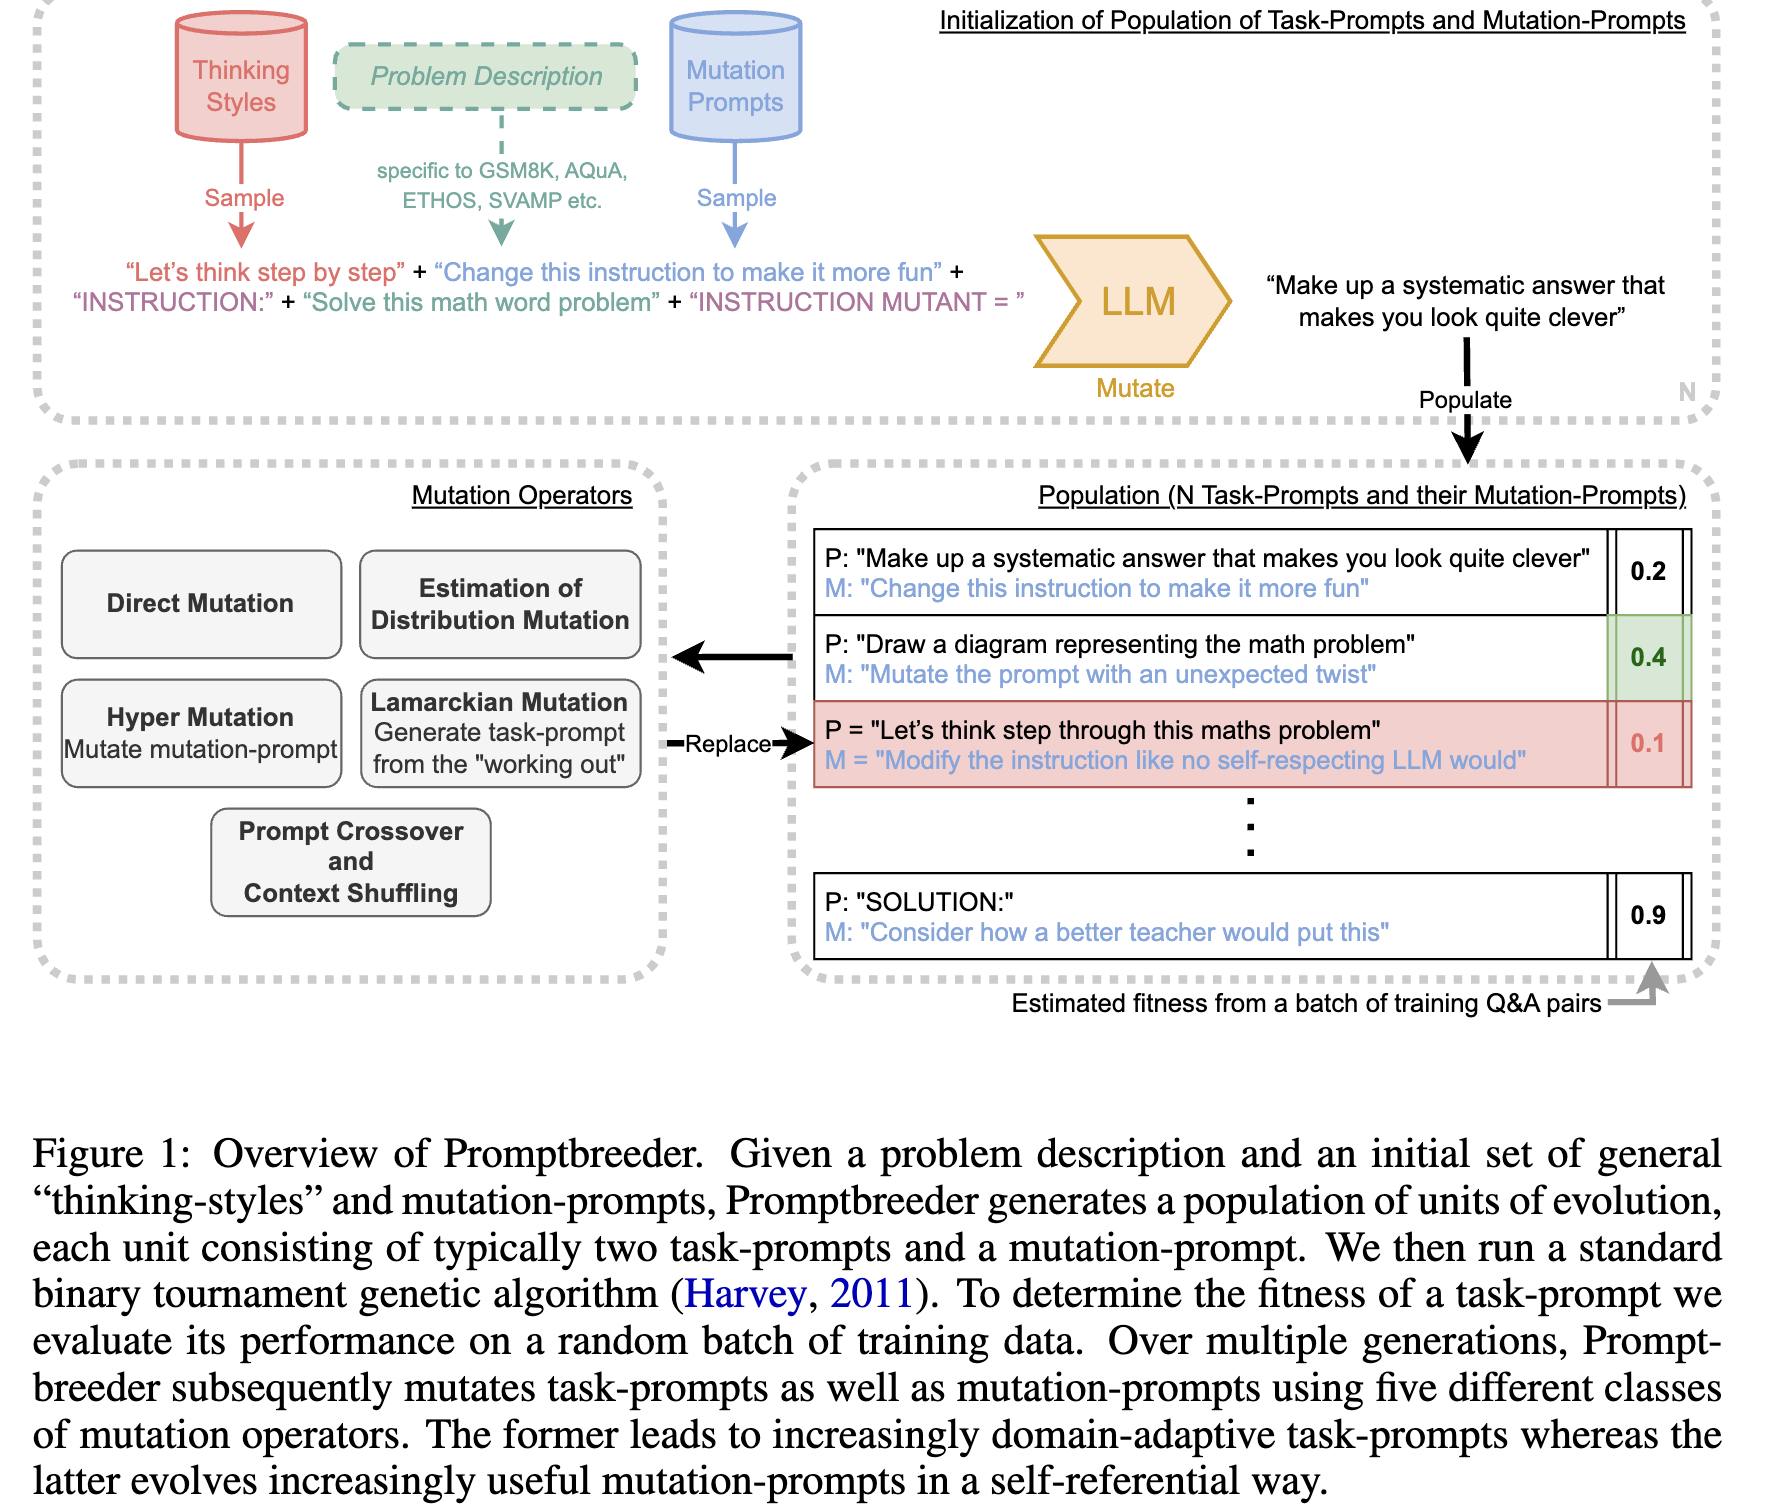 Initialization of Population of Task-Prompts and Mutation-Prompts
Thinking
Styles
Problem Description
Mutation
Prompts
specific to GSM8K, AQuA,
ETHOS, SVAMP etc.
Sample
Sample
“Let’s think step by step” + “Change this instruction to make it more fun” +
“INSTRUCTION:” + “Solve this math word problem” + “INSTRUCTION MUTANT = ”
LLM
Mutate
“Make up a systematic answer that
makes you look quite clever”
Populate
N
Mutation Operators
Direct Mutation
Estimation of
Distribution Mutation
Hyper Mutation
Mutate mutation-prompt
Lamarckian Mutation
Generate task-prompt
from the "working out"
Prompt Crossover
and
Context Shuffling
Replace
Population (N Task-Prompts and their Mutation-Prompts)
P: "Make up a systematic answer that makes you look quite clever"
M: "Change this instruction to make it more fun"
0.2
P: "Draw a diagram representing the math problem"
M: "Mutate the prompt with an unexpected twist"
0.4
P = "Let’s think step through this maths problem"
M = "Modify the instruction like no self-respecting LLM would"
0.1
P: "SOLUTION:"
M: "Consider how a better teacher would put this"
0.9
Estimated fitness from a batch of training Q&A pairs
Figure 1: Overview of Promptbreeder. Given a problem description and an initial set of general
“thinking-styles” and mutation-prompts, Promptbreeder generates a population of units of evolution,
each unit consisting of typically two task-prompts and a mutation-prompt. We then run a standard
binary tournament genetic algorithm (Harvey, 2011). To determine the fitness of a task-prompt we
evaluate its performance on a random batch of training data. Over multiple generations, Prompt-
breeder subsequently mutates task-prompts as well as mutation-prompts using five different classes
of mutation operators. The former leads to increasingly domain-adaptive task-prompts whereas the
latter evolves increasingly useful mutation-prompts in a self-referential way.